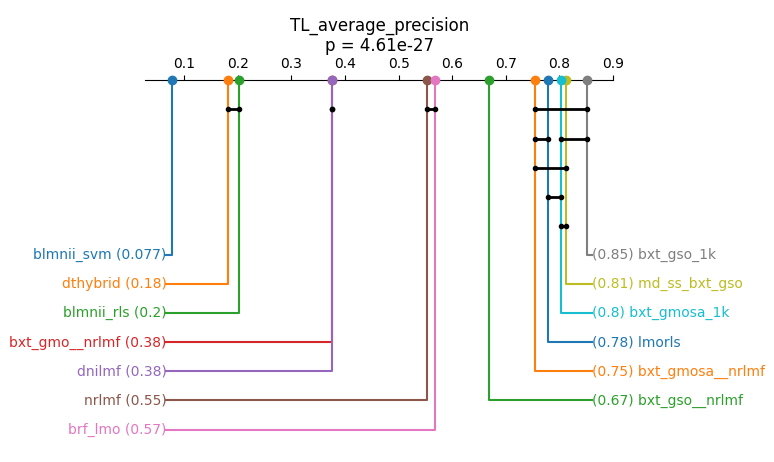 TL_average_precision
p = 4.61e-27
0.1 0.2 0.3 0.4 0.5 0.6 0.7 0.8 0.9
blmnii_svm (0.077) (0.85) bxt_gso_1k
dthybrid (0.18) (0.81) md_ss_bxt_gso
blmnii_rls (0.2) (0.8) bxt_gmosa_1k
bxt_gmo__nrlmf (0.38) (0.78) lmorls
dnilmf (0.38) (0.75) bxt_gmosa__nrlmf
nrlmf (0.55) (0.67) bxt_gso__nrlmf
brf_lmo (0.57)